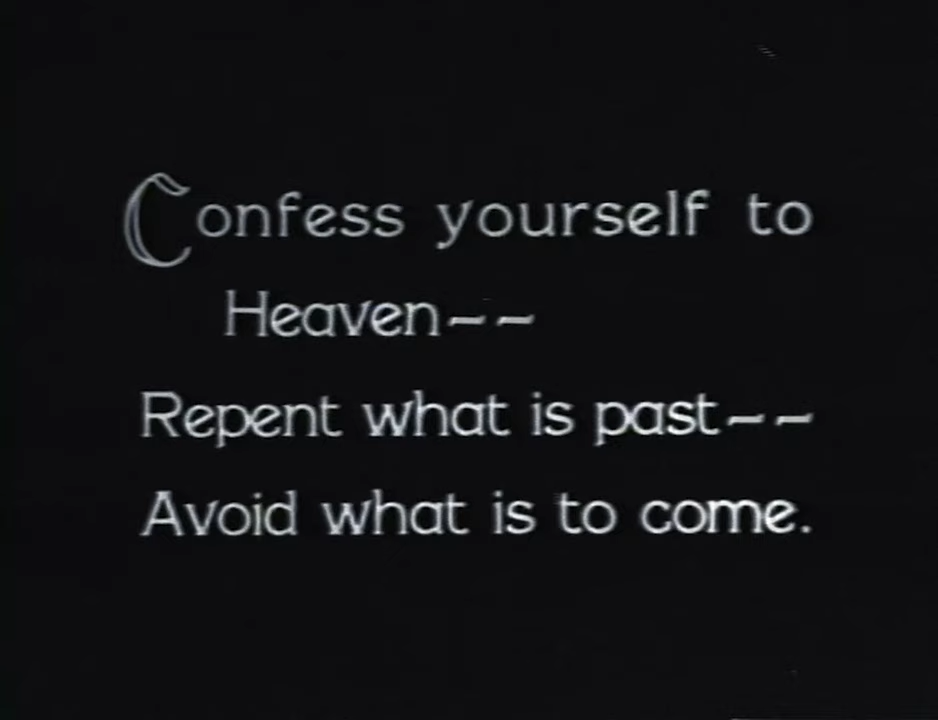 Confess yourself to
Heaven--
Repent what is past--
Avoid what is to come.